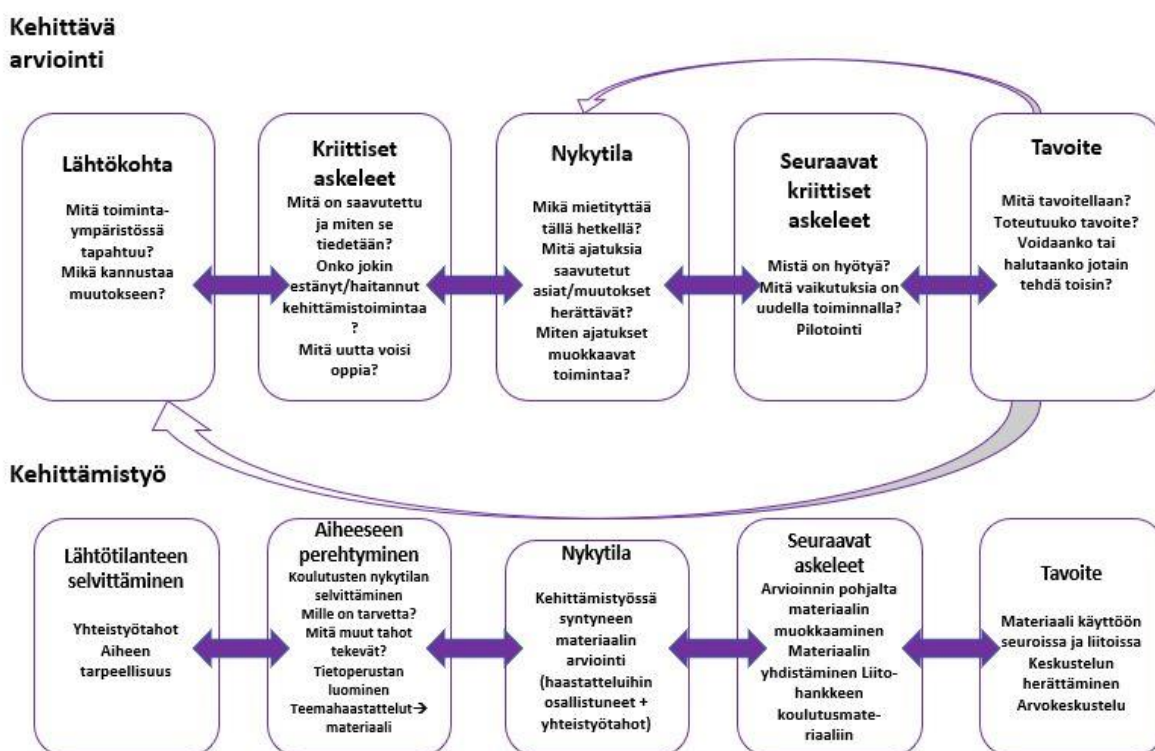 Kehittävä
arviointi
Lähtökohta
Mitä toiminta-
ympäristössä
tapahtuu?
Mikä kannustaa
muutokseen?
Kriittiset
askeleet
Mitä on saavutettu
ja miten se
tiedetään?
Onko jokin
estänyt/haitannut
kehittämistoimintaa
?
Mitä uutta voisi
oppia?
Nykytila
Mikä mietityttää
tällä hetkellä?
Mitä ajatuksia
saavutetut
asiat/muutokset
herättävät?
Miten ajatukset
muokkaavat
toimintaa?
Seuraavat
kriittiset
askeleet
Mistä on hyötyä?
Mitä vaikutuksia on
uudella toiminnalla?
Pilotointi
Tavoite
Mitä tavoitellaan?
Toteutuuko tavoite?
Voidaanko tai
halutaanko jotain
tehdä toisin?
Kehittämistyö
Lähtötilanteen
selvittäminen
Yhteistyötahot
Aiheen
tarpeellisuus
Aiheeseen
perehtyminen
Koulutusten nykytilan
selvittäminen
Mille on tarvetta?
Mitä muut tahot
tekevät?
Tietoperustan
luominen
Teemahaastattelut→
materiaali
Nykytila
Kehittämistyössä
syntyneen
materiaalin
arviointi
(haastatteluihin
osallistuneet +
yhteistyötahot)
Seuraavat
askeleet
Arvioinnin pohjalta
materiaalin
muokkaaminen
Materiaalin
yhdistäminen Liito-
hankkeen
koulutusmate-
riaaliin
Tavoite
Materiaali käyttöön
seuroissa ja liitoissa
Keskustelun
herättäminen
Arvokeskustelu